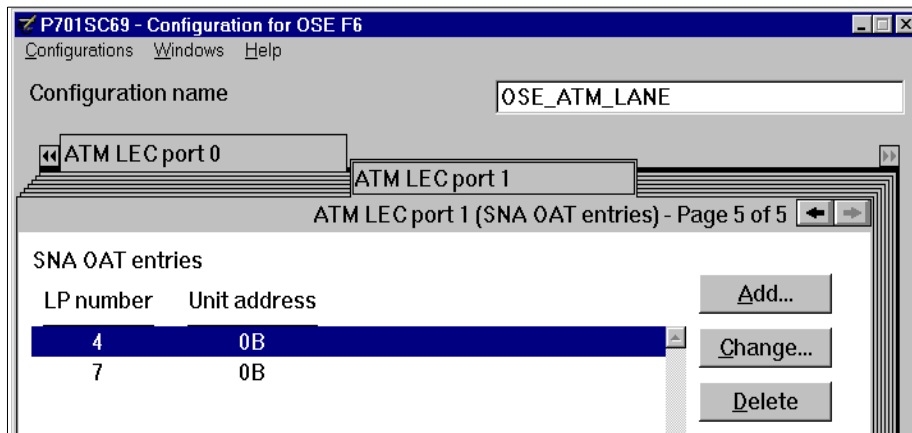 P701SC69 - Configuration for OSE F6
Configurations Windows Help
Configuration name OSE_ATM_LANE
ATM LEC port 0
ATM LEC port 1
ATM LEC port 1 (SNA OAT entries) - Page 5 of 5
SNA OAT entries
LP number Unit address Add...
4 0B Change...
7 0B
Delete